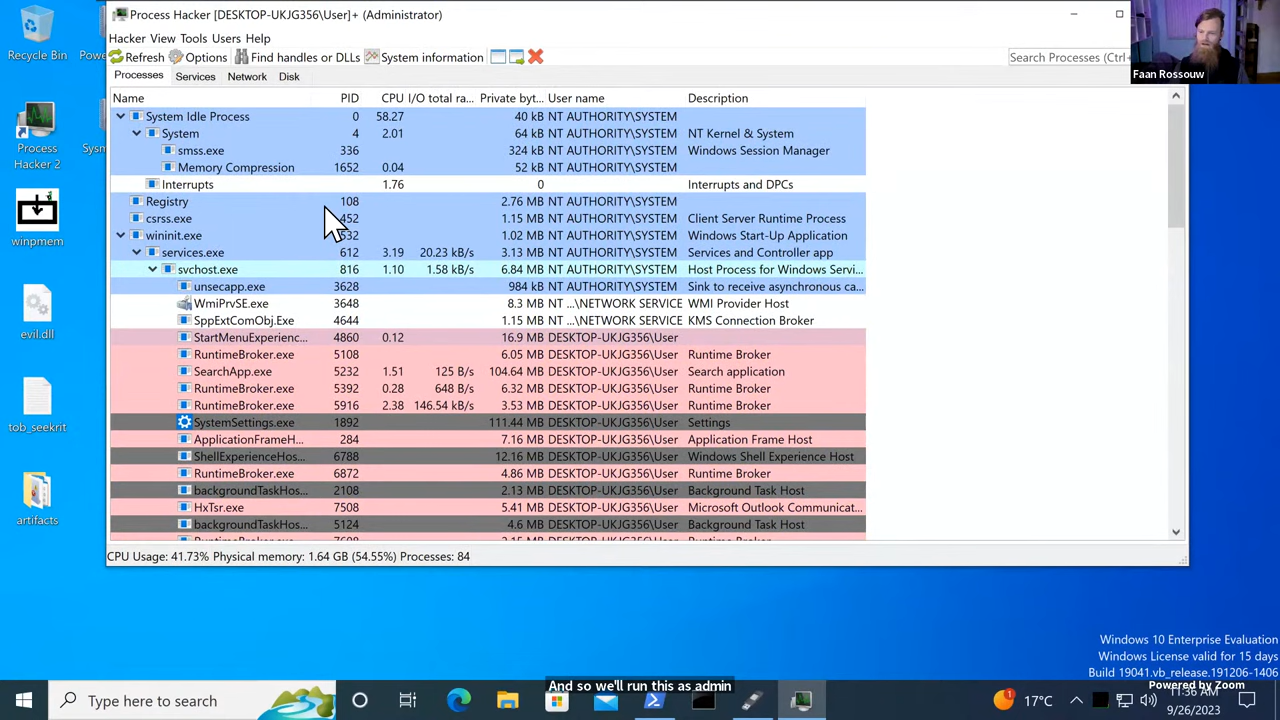 Recycle Bin
Process Hacker 2
winpmem
evil.dll
tob_seekrit
artifacts
Process Hacker [DESKTOP-UKJG356\User]+ (Administrator)
Hacker View Tools Users Help
Refresh Options Find handles or DLLs System information Search Processes (Ctrl+
Faan Rossouw
Processes Services Network Disk
Name PID CPU I/O total ra... Private byt... User name Description
System Idle Process 0 58.27 40 kB NT AUTHORITY\SYSTEM
System 4 2.01 64 kB NT AUTHORITY\SYSTEM NT Kernel & System
smss.exe 336 324 kB NT AUTHORITY\SYSTEM Windows Session Manager
Memory Compression 1652 0.04 52 kB NT AUTHORITY\SYSTEM
Interrupts 1.76 0 Interrupts and DPCs
Registry 108 2.76 MB NT AUTHORITY\SYSTEM
csrss.exe 452 1.15 MB NT AUTHORITY\SYSTEM Client Server Runtime Process
wininit.exe 1.02 MB NT AUTHORITY\SYSTEM Windows Start-Up Application
services.exe 612 3.19 20.23 kB/s 3.13 MB NT AUTHORITY\SYSTEM Services and Controller app
svchost.exe 816 1.10 1.58 kB/s 6.84 MB NT AUTHORITY\SYSTEM Host Process for Windows Servi...
unsecapp.exe 3628 984 kB NT AUTHORITY\SYSTEM Sink to receive asynchronous ca...
WmiPrvSE.exe 3648 8.3 MB NT ...\NETWORK SERVICE WMI Provider Host
SppExtComObj.Exe 4644 1.15 MB NT ...\NETWORK SERVICE KMS Connection Broker
StartMenuExperienc... 4860 0.12 16.9 MB DESKTOP-UKJG356\User
RuntimeBroker.exe 5108 6.05 MB DESKTOP-UKJG356\User Runtime Broker
SearchApp.exe 5232 1.51 125 B/s 104.64 MB DESKTOP-UKJG356\User Search application
RuntimeBroker.exe 5392 0.28 648 B/s 6.32 MB DESKTOP-UKJG356\User Runtime Broker
RuntimeBroker.exe 5916 2.38 146.54 kB/s 3.53 MB DESKTOP-UKJG356\User Runtime Broker
SystemSettings.exe 1892 111.44 MB DESKTOP-UKJG356\User Settings
ApplicationFrameH... 284 7.16 MB DESKTOP-UKJG356\User Application Frame Host
ShellExperienceHos... 6788 12.16 MB DESKTOP-UKJG356\User Windows Shell Experience Host
RuntimeBroker.exe 6872 4.86 MB DESKTOP-UKJG356\User Runtime Broker
backgroundTaskHos... 2108 2.13 MB DESKTOP-UKJG356\User Background Task Host
HxTsr.exe 7508 5.41 MB DESKTOP-UKJG356\User Microsoft Outlook Communicat...
backgroundTaskHos... 5124 4.6 MB DESKTOP-UKJG356\User Background Task Host
CPU Usage: 41.73% Physical memory: 1.64 GB (54.55%) Processes: 84
Windows 10 Enterprise Evaluation
Windows License valid for 15 days
Build 19041.vb_release.191206-1406
Powered by Zoom
And so we'll run this as admin
Type here to search
1
17°C
9/26/2023